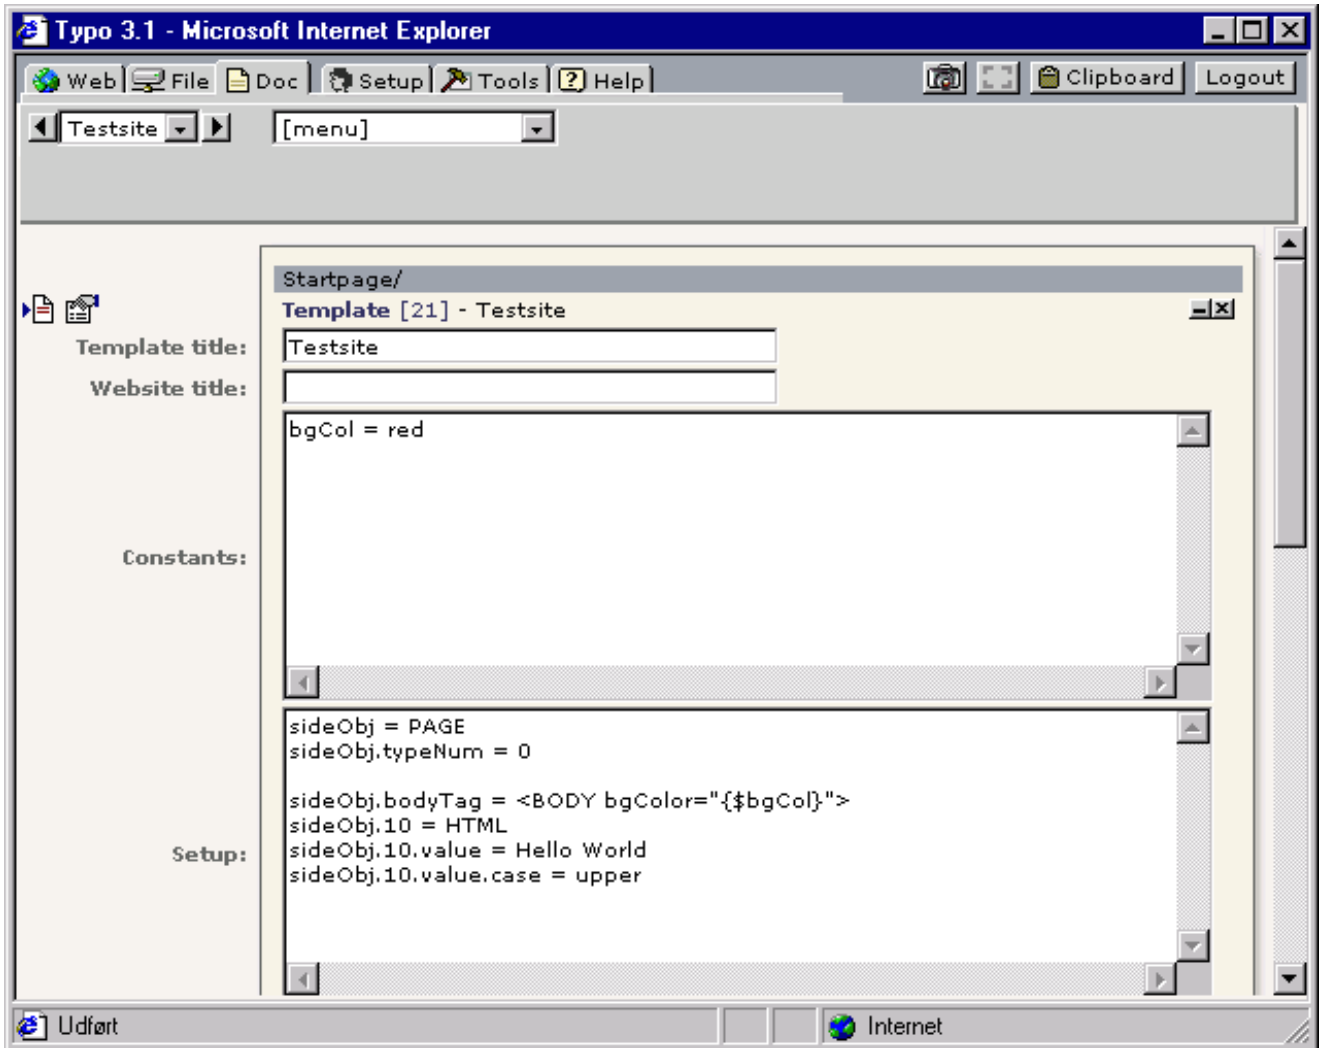 Typo 3.1 - Microsoft Internet Explorer
Web File Doc Setup Tools Help Clipboard Logout
Testsite [menu]
Startpage/
Template [21] - Testsite
Template title: Testsite
Website title:
bgCol = red
Constants:
sideObj = PAGE
sideObj.typeNum = 0
sideObj.bodyTag = <BODY bgColor="{$bgCol}">
sideObj.10 = HTML
Setup: sideObj.10.value = Hello World
sideObj.10.value.case = upper
Udført Internet